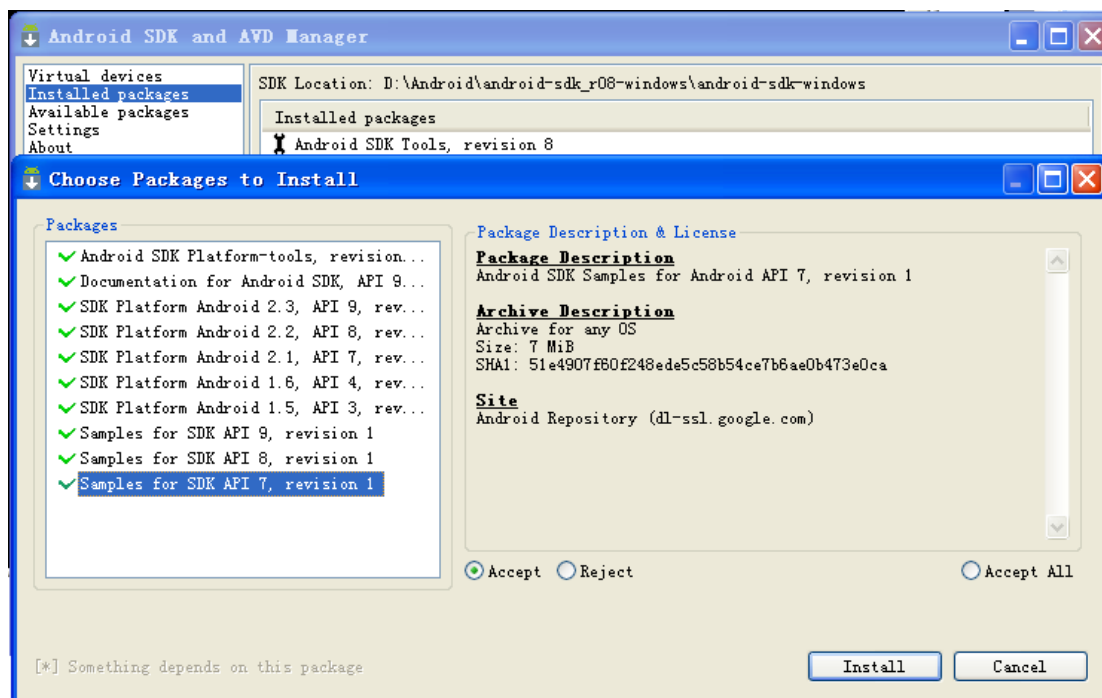 Android SDK and AVD Manager
Virtual devices
Installed packages
Available packages
Settings
About
SDK Location: D:\Android\android-sdk_r08-windows\android-sdk-windows
Installed packages
Android SDK Tools, revision 8
Choose Packages to Install
Packages
Android SDK Platform-tools, revision...
Documentation for Android SDK, API 9...
SDK Platform Android 2.3, API 9, rev...
SDK Platform Android 2.2, API 8, rev...
SDK Platform Android 2.1, API 7, rev...
SDK Platform Android 1.6, API 4, rev...
SDK Platform Android 1.5, API 3, rev...
Samples for SDK API 9, revision 1
Samples for SDK API 8, revision 1
Samples for SDK API 7, revision 1
Package Description & License
Package Description
Android SDK Samples for Android API 7, revision 1
Archive Description
Archive for any OS
Size: 7 MiB
SHA1: 51e4907f60f248ede5c58b54ce7b6ae0b473e0ca
Site
Android Repository (dl-ssl.google.com)
Accept Reject Accept All
[*] Something depends on this package
Install Cancel